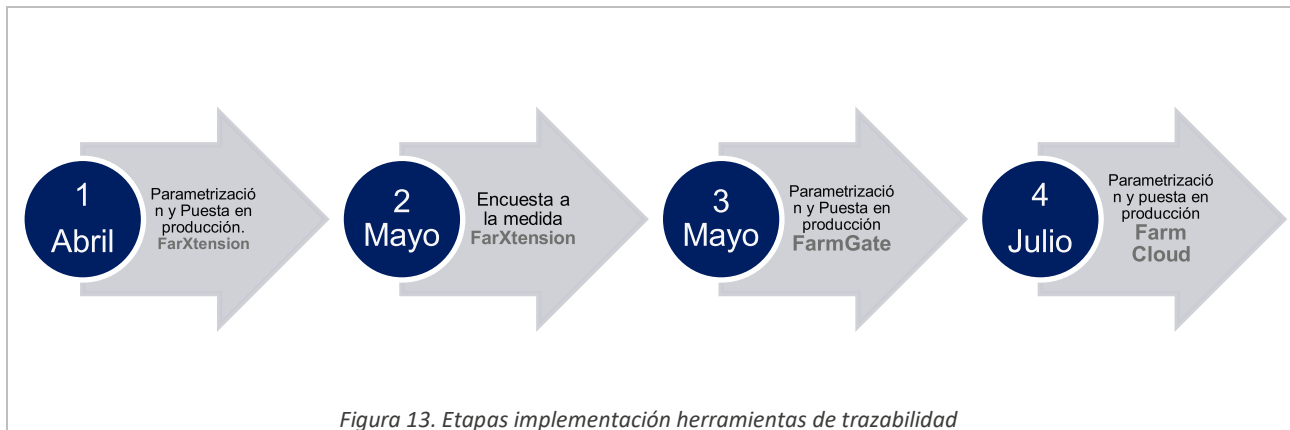 1
Abril
Parametrizació
n y Puesta en
producción.
FarXtension
2
Mayo
Encuesta a
la medida
FarXtension
3
Mayo
Parametrizació
n y Puesta en
producción
FarmGate
4
Julio
Parametrizació
n y puesta en
producción
Farm
Cloud
Figura 13. Etapas implementación herramientas de trazabilidad